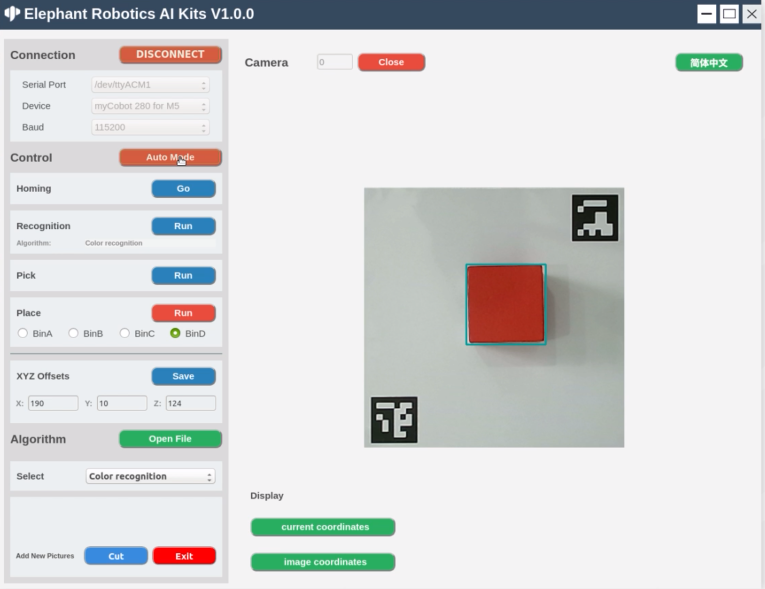 Elephant Robotics AI Kits V1.0.0
Connection DISCONNECT
Serial Port /dev/ttyACM1
Device myCobot 280 for M5
Baud 115200
Control Auto Mode
Homing Go
Recognition Run
Algorithm: Color recognition
Pick Run
Place Run
BinA BinB BinC BinD
XYZ Offsets Save
X: 190 Y: 10 Z: 124
Algorithm Open File
Select Color recognition
Add New Pictures Cut Exit
Camera 0 Close 简体中文
Display
current coordinates
image coordinates